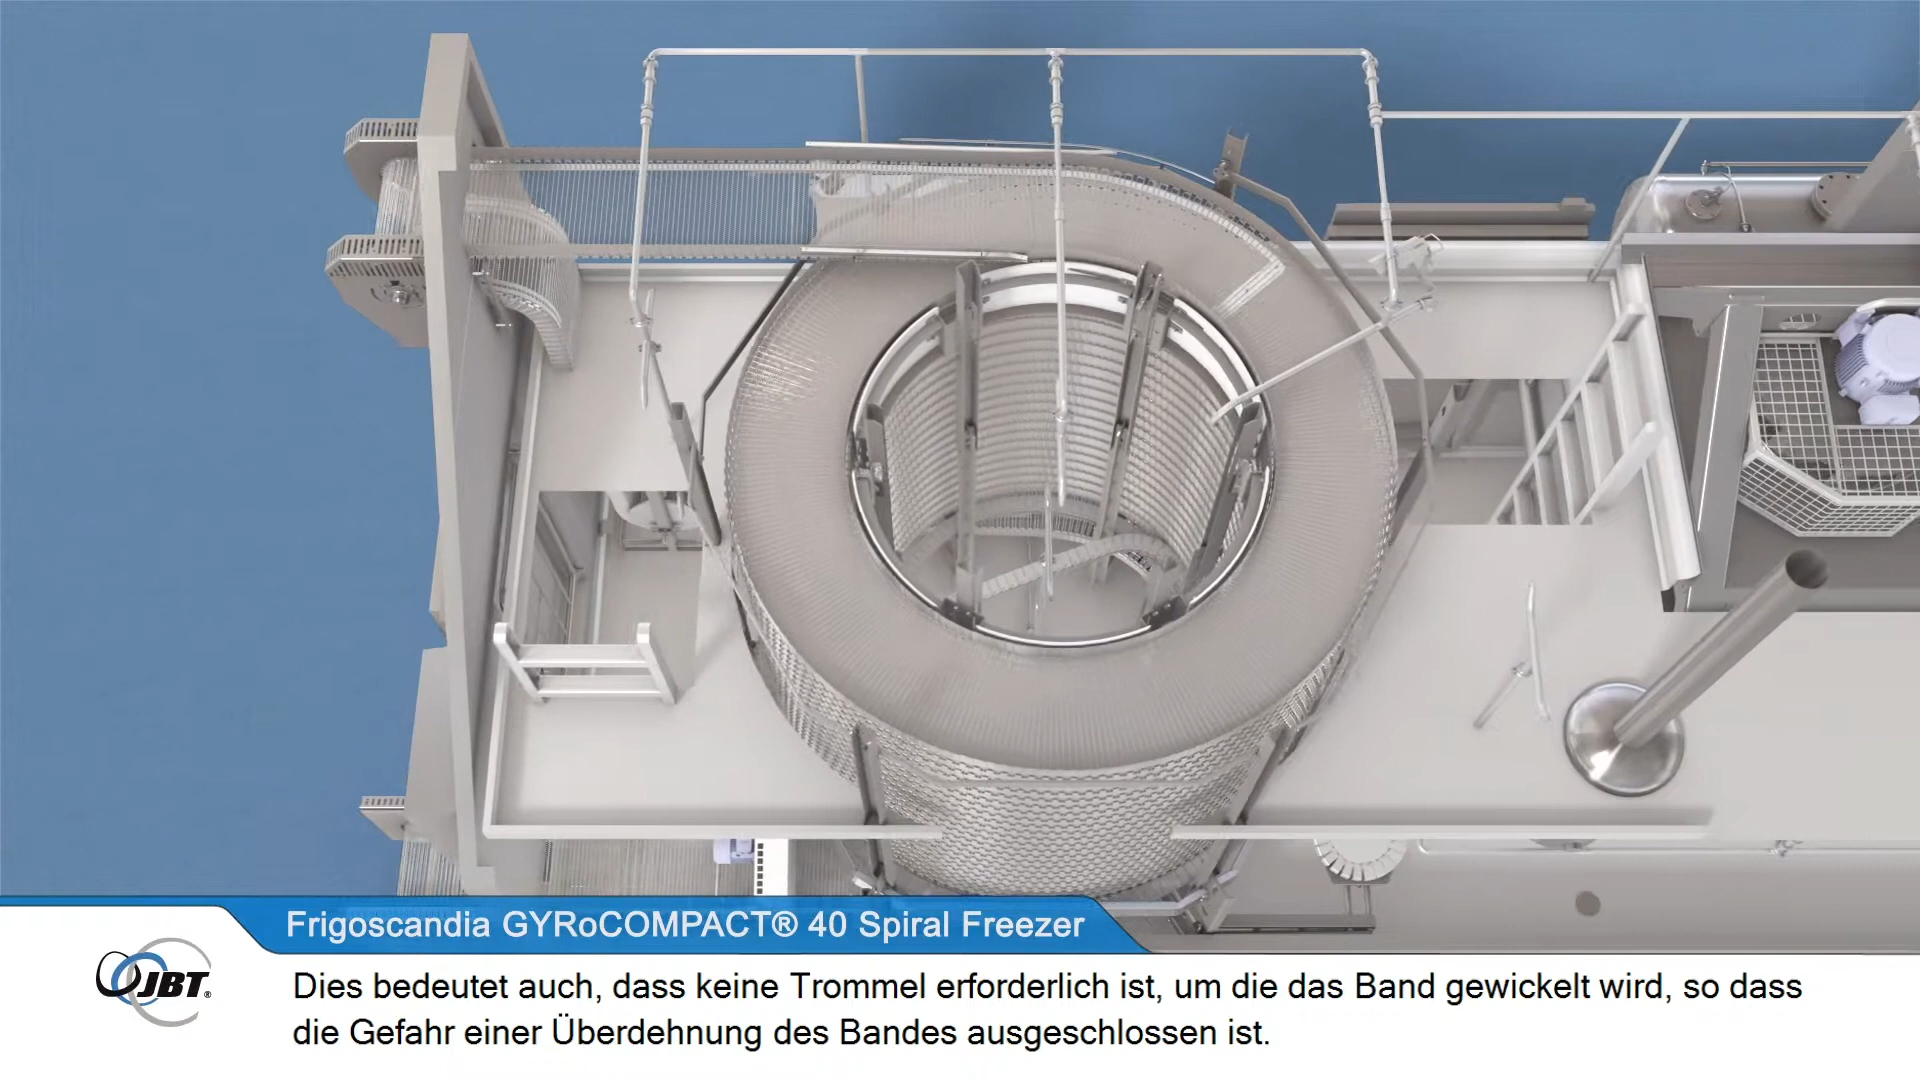 Frigoscandia GYRoCOMPACT® 40 Spiral Freezer
JBT®
Dies bedeutet auch, dass keine Trommel erforderlich ist, um die das Band gewickelt wird, so dass
die Gefahr einer Überdehnung des Bandes ausgeschlossen ist.